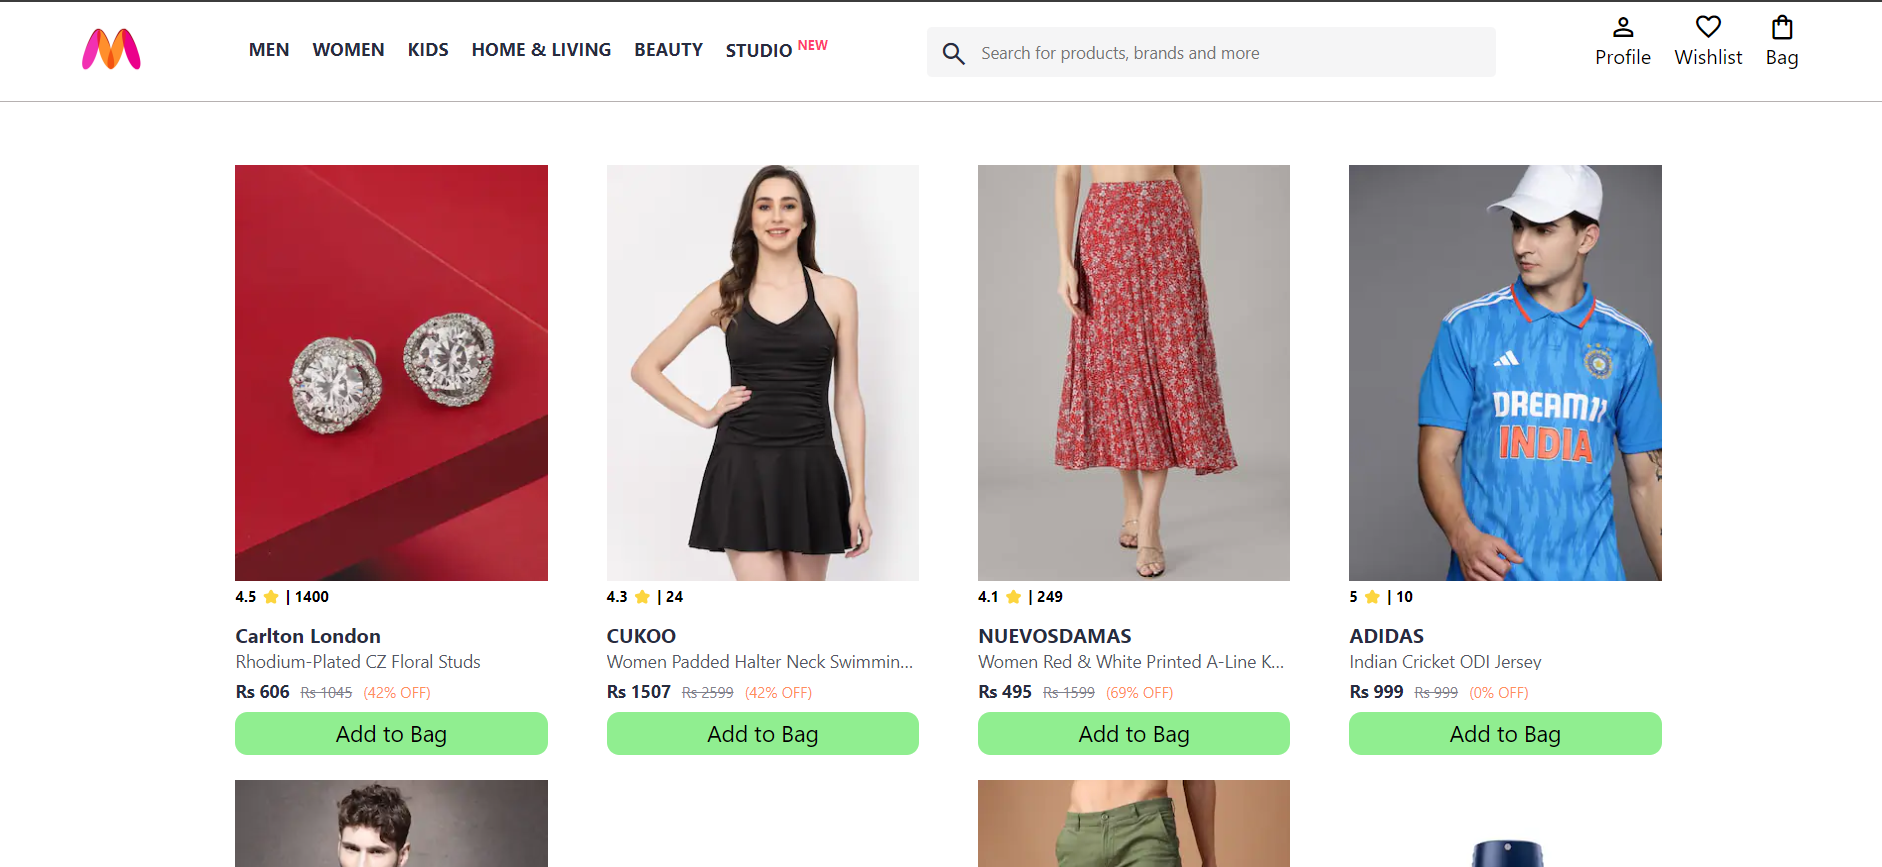 MEN WOMEN KIDS HOME & LIVING BEAUTY STUDIO NEW
Search for products, brands and more
Profile Wishlist Bag
DREAM11
INDIA
4.5 | 1400
Carlton London
Rhodium-Plated CZ Floral Studs
Rs 606 Rs 1045 (42% OFF)
Add to Bag
4.3 | 24
CUKOO
Women Padded Halter Neck Swimmin...
Rs 1507 Rs 2599 (42% OFF)
Add to Bag
4.1 | 249
NUEVOSDAMAS
Women Red & White Printed A-Line K...
Rs 495 Rs 1599 (69% OFF)
Add to Bag
5 | 10
ADIDAS
Indian Cricket ODI Jersey
Rs 999 Rs 999 (0% OFF)
Add to Bag